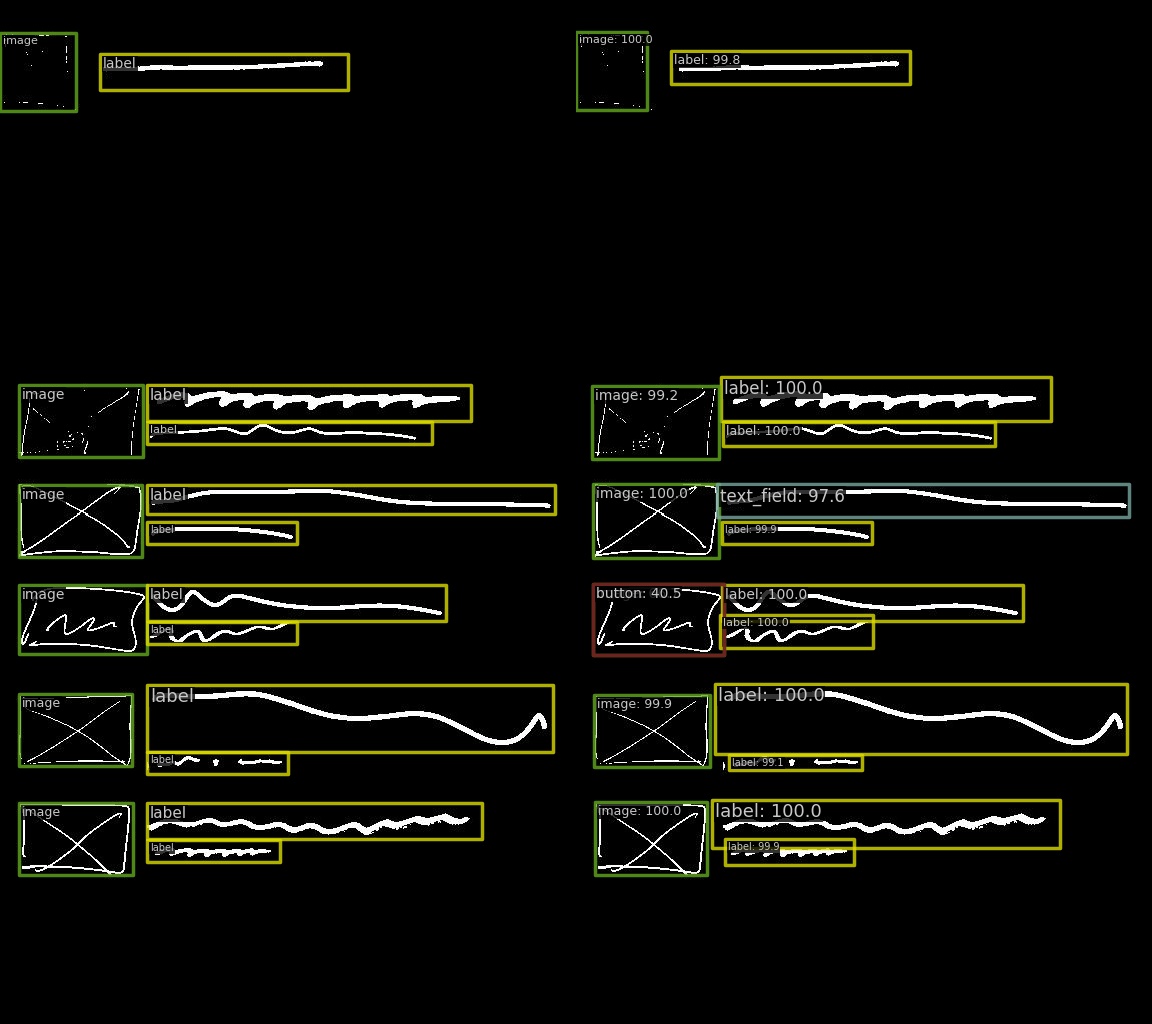 image label image: 100.0 label: 99.8
image label image: 99.2 label: 100.0
label label: 100.0
image label image: 100.0 text_field: 97.6
label label: 99.9
image label button: 40.5 label: 100.0
label label: 100.0
image label image: 99.9 label: 100.0
label label: 99.1
image label image: 100.0 label: 100.0
label label: 99.9